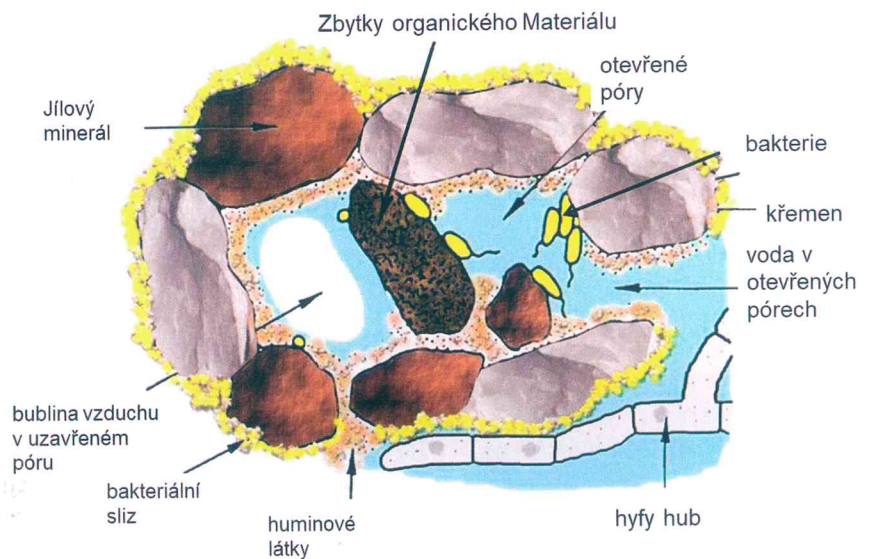 Zbytky organického Materiálu
otevřené
póry
Jílový
minerál
bakterie
křemen
voda v
otevřených
pórech
bublina vzduchu
v uzavřeném
póru
bakteriální
sliz
huminové
látky
hyfy hub